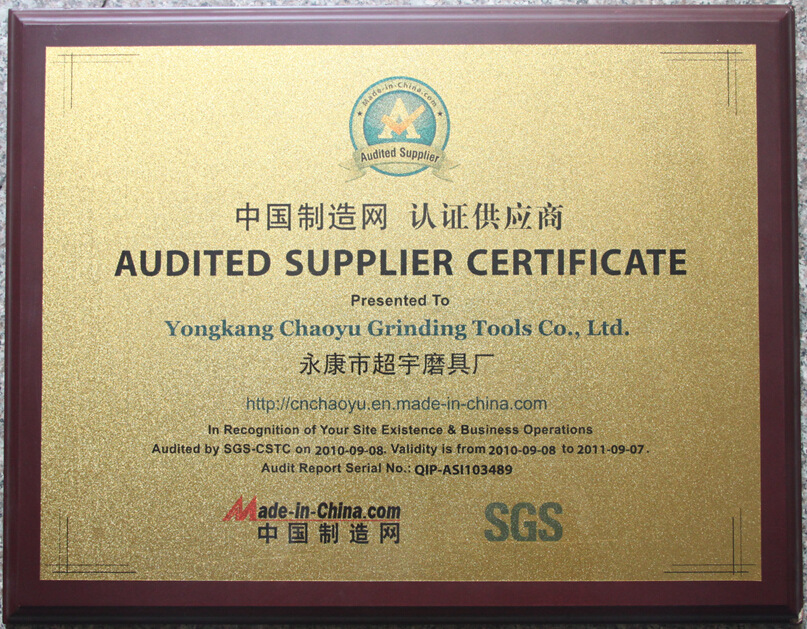 Made-in-China.com
A
Audited Supplier
中国制造网 认证供应商
AUDITED SUPPLIER CERTIFICATE
Presented To
Yongkang Chaoyu Grinding Tools Co., Ltd.
永康市超宇磨具厂
http://cnchaoyu.en.made-in-china.com
In Recognition of Your Site Existence & Business Operations
Audited by SGS-CSTC on 2010-09-08. Validity is from 2010-09-08 to 2011-09-07.
Audit Report Serial No.: QIP-ASI103489
Made-in-China.com
中国制造网
SGS